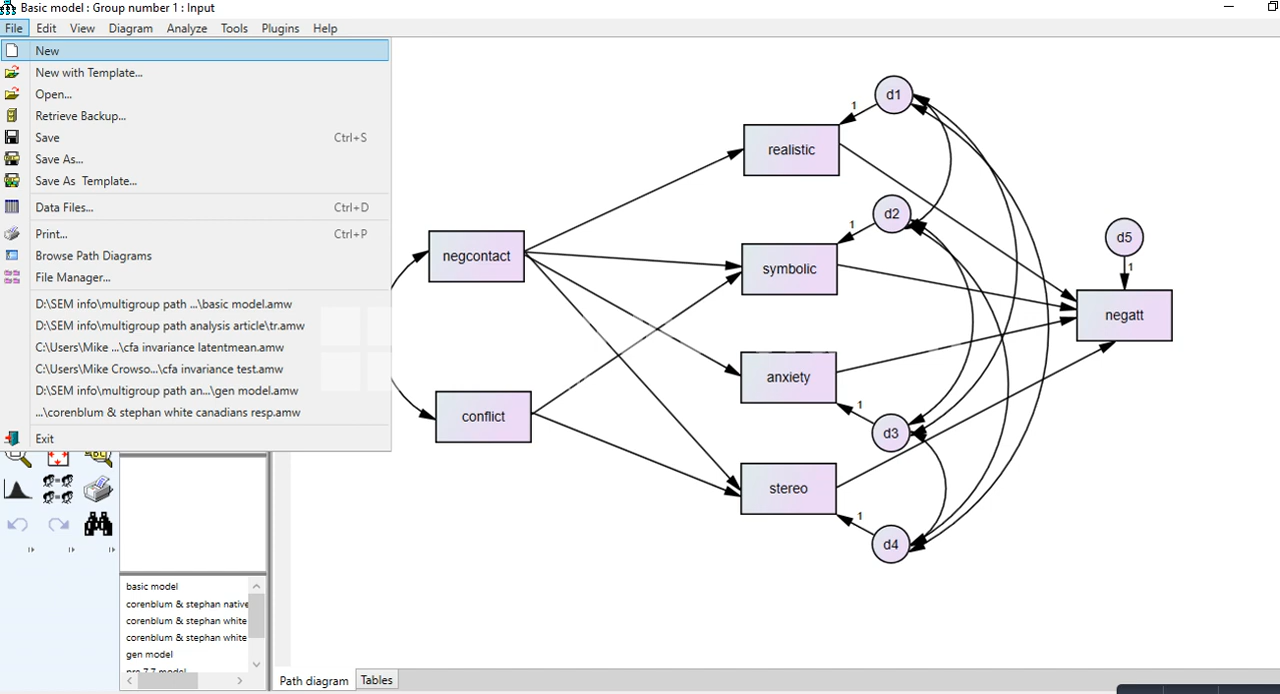 Basic model : Group number 1 : Input
File Edit View Diagram Analyze Tools Plugins Help
New
New with Template...
Open...
Retrieve Backup...
Save Ctrl+S
Save As...
Save As Template...
Data Files... Ctrl+D
Print... Ctrl+P
Browse Path Diagrams
File Manager...
D:\SEM info\multigroup path ...\basic model.amw
D:\SEM info\multigroup path analysis article\tr.amw
C:\Users\Mike ...\cfa invariance latentmean.amw
C:\Users\Mike Crowso...\cfa invariance test.amw
D:\SEM info\multigroup path an...\gen model.amw
...\corenblum & stephan white canadians resp.amw
Exit
d1
1
realistic
d2
1
symbolic
negcontact
d5
1
negatt
anxiety
1
d3
conflict
stereo
1
d4
basic model
corenblum & stephan native
corenblum & stephan white
corenblum & stephan white
gen model
Path diagram Tables